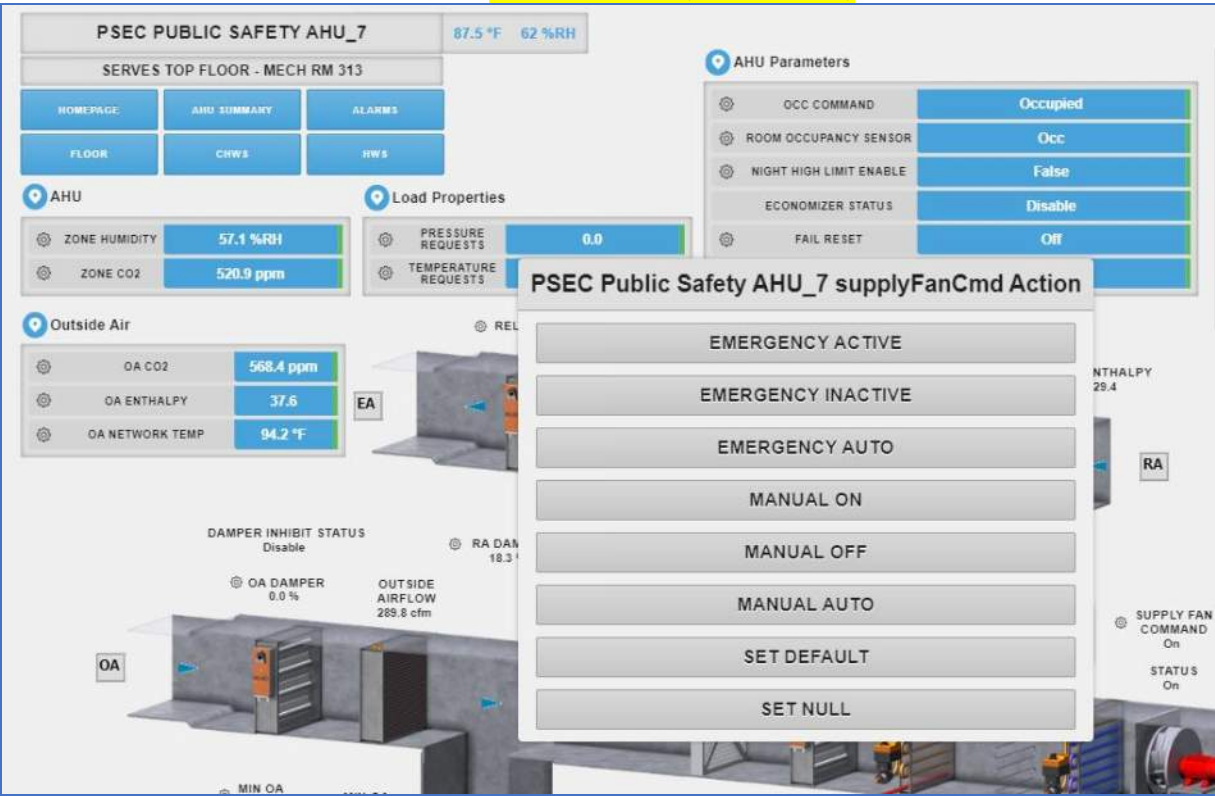 PSEC PUBLIC SAFETY AHU_7
87.5 °F 62 %RH
SERVES TOP FLOOR - MECH RM 313
HOMEPAGE AHU SUMMARY ALARMS
FLOOR CHWS HWS
AHU Parameters
OCC COMMAND Occupied
ROOM OCCUPANCY SENSOR Occ
NIGHT HIGH LIMIT ENABLE False
ECONOMIZER STATUS Disable
FAIL RESET Off
AHU
ZONE HUMIDITY 57.1 %RH
ZONE CO2 520.9 ppm
Load Properties
PRESSURE
REQUESTS
0.0
TEMPERATURE
REQUESTS
Outside Air
OA CO2 568.4 ppm
OA ENTHALPY 37.6
OA NETWORK TEMP 94.2 °F
PSEC Public Safety AHU_7 supplyFanCmd Action
EMERGENCY ACTIVE
EMERGENCY INACTIVE
EMERGENCY AUTO
MANUAL ON
MANUAL OFF
MANUAL AUTO
SET DEFAULT
SET NULL
REL
EA
NTHALPY
29.4
RA
DAMPER INHIBIT STATUS
Disable
RA DAM
18.3
OA DAMPER
0.0 %
OUTSIDE
AIRFLOW
289.8 cfm
OA
SUPPLY FAN
COMMAND
On
STATUS
On
MIN OA